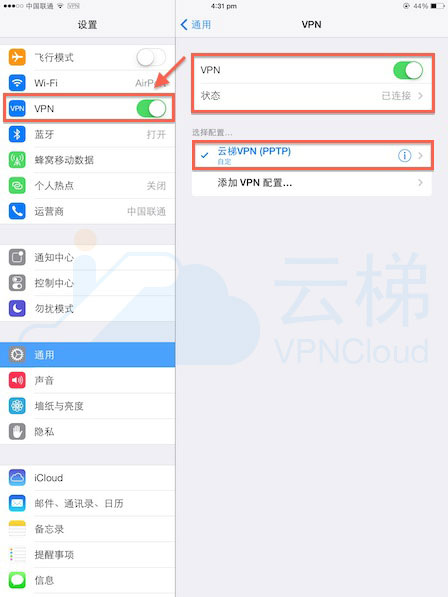 中国联通 VPN
4:31 pm
44%
设置
飞行模式
Wi-Fi AirP
VPN VPN
蓝牙 打开
蜂窝移动数据
个人热点 关闭
运营商 中国联通
通知中心
控制中心
勿扰模式
通用
声音
墙纸与亮度
隐私
iCloud
邮件、通讯录、日历
备忘录
提醒事项
信息
通用
VPN
VPN
状态 已连接
选择配置...
云梯VPN (PPTP)
自定
添加 VPN 配置...
云梯
VPNCloud